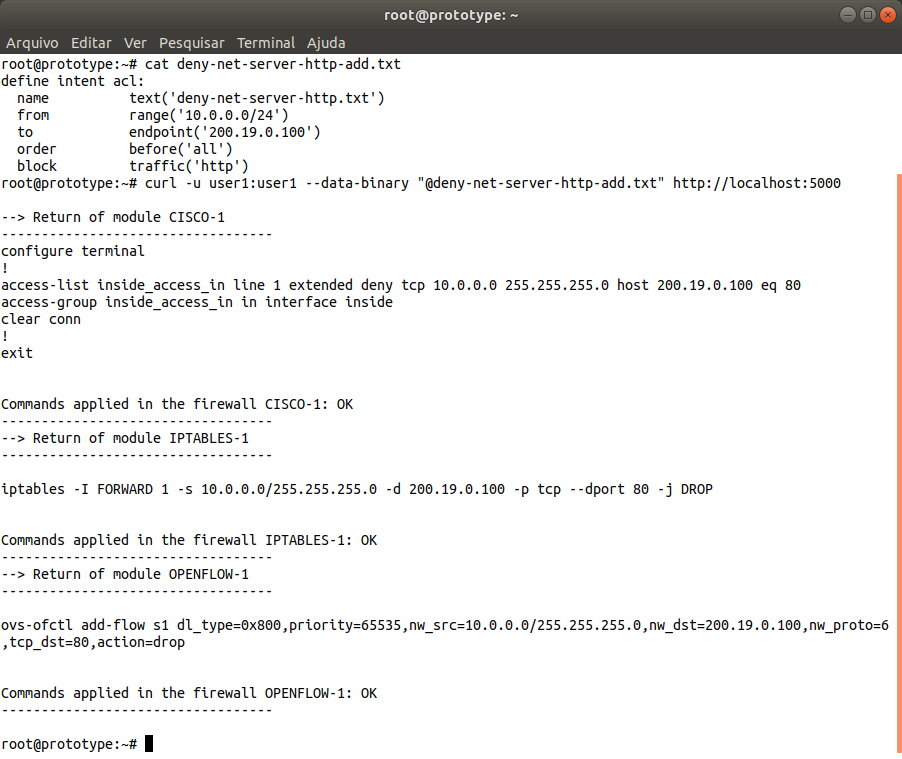 root@prototype: ~
Arquivo Editar Ver Pesquisar Terminal Ajuda
root@prototype:~# cat deny-net-server-http-add.txt
define intent acl:
  name          text('deny-net-server-http.txt')
  from          range('10.0.0.0/24')
  to            endpoint('200.19.0.100')
  order         before('all')
  block         traffic('http')
root@prototype:~# curl -u user1:user1 --data-binary "@deny-net-server-http-add.txt" http://localhost:5000

--> Return of module CISCO-1
----------------------------------
configure terminal
!
access-list inside_access_in line 1 extended deny tcp 10.0.0.0 255.255.255.0 host 200.19.0.100 eq 80
access-group inside_access_in in interface inside
clear conn
!
exit


Commands applied in the firewall CISCO-1: OK
----------------------------------
--> Return of module IPTABLES-1
----------------------------------

iptables -I FORWARD 1 -s 10.0.0.0/255.255.255.0 -d 200.19.0.100 -p tcp --dport 80 -j DROP


Commands applied in the firewall IPTABLES-1: OK
----------------------------------
--> Return of module OPENFLOW-1
----------------------------------

ovs-ofctl add-flow s1 dl_type=0x800,priority=65535,nw_src=10.0.0.0/255.255.255.0,nw_dst=200.19.0.100,nw_proto=6
,tcp_dst=80,action=drop


Commands applied in the firewall OPENFLOW-1: OK
----------------------------------

root@prototype:~#